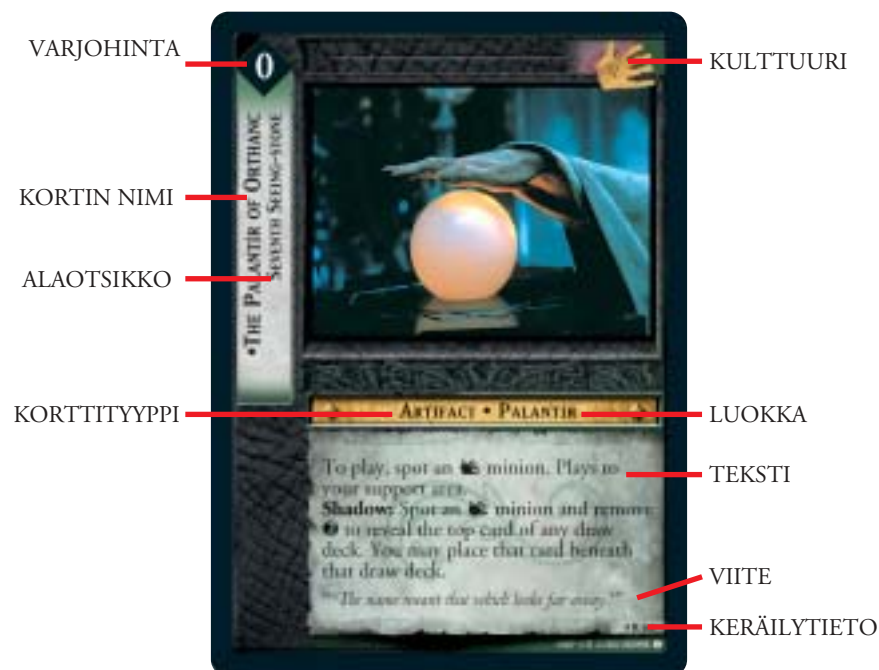 VARJOHINTA
0
KULTTUURI
KORTIN NIMI
•THE PALANTÍR OF ORTHANC
ALAOTSIKKO
SEVENTH SEEING-STONE
KORTTITYYPPI
ARTIFACT • PALANTÍR
LUOKKA
To play, spot an minion. Plays to
your support area.
TEKSTI
Shadow: Spot an minion and remove
to reveal the top card of any draw
deck. You may place that card beneath
that draw deck.
VIITE
"'The name meant that which looks far away.'"
KERÄILYTIETO